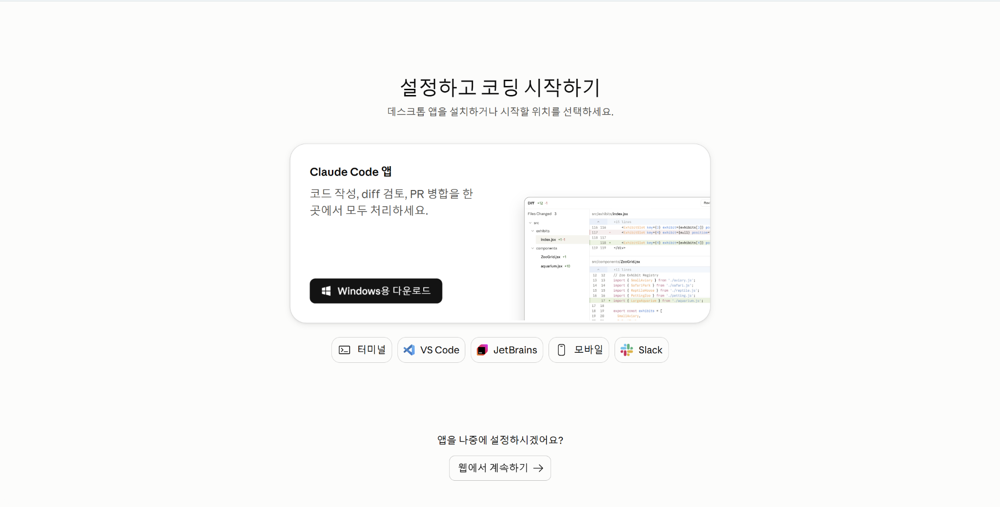 설정하고 코딩 시작하기
데스크톱 앱을 설치하거나 시작할 위치를 선택하세요.
Claude Code 앱
코드 작성, diff 검토, PR 병합을 한
곳에서 모두 처리하세요.
Windows용 다운로드
Diff +12 -1
Files Changed 3
src
exhibits
index.jsx +1 -1
components
ZooGrid.jsx +1
aquarium.jsx +10
src/exhibits/index.jsx
+15 lines
116 116 <ExhibitSlot key={3} exhibit={exhibits[3]} po
117 - <ExhibitSlot key={4} exhibit={null} position=
118 117
118 + <ExhibitSlot key={4} exhibit={exhibits[4]} po
119 119 </div>
src/components/ZooGrid.jsx
+11 lines
12 12 // Zoo Exhibit Registry
13 13 import { SmallAviary } from './aviary.js';
14 14 import { SafariPark } from './safari.js';
15 15 import { ReptileHouse } from './reptile.js';
16 16 import { PettingZoo } from './petting.js';
17 + import { LargeAquarium } from './aquarium.js';
17 18
18 19 export const exhibits = [
19 20 SmallAviary,
터미널
VS Code
JetBrains
모바일
Slack
앱을 나중에 설정하시겠어요?
웹에서 계속하기 →